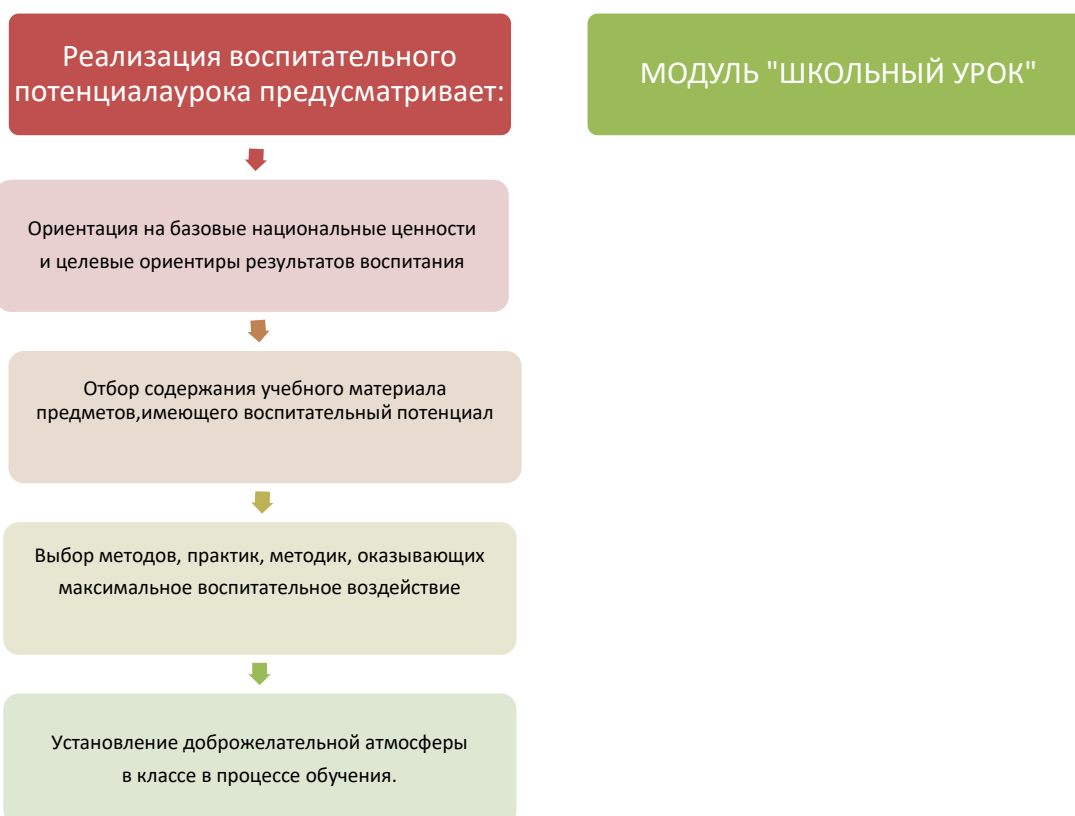 Реализация воспитательного
потенциалаурока предусматривает:
МОДУЛЬ "ШКОЛЬНЫЙ УРОК"
Ориентация на базовые национальные ценности
и целевые ориентиры результатов воспитания
Отбор содержания учебного материала
предметов,имеющего воспитательный потенциал
Выбор методов, практик, методик, оказывающих
максимальное воспитательное воздействие
Установление доброжелательной атмосферы
в классе в процессе обучения.